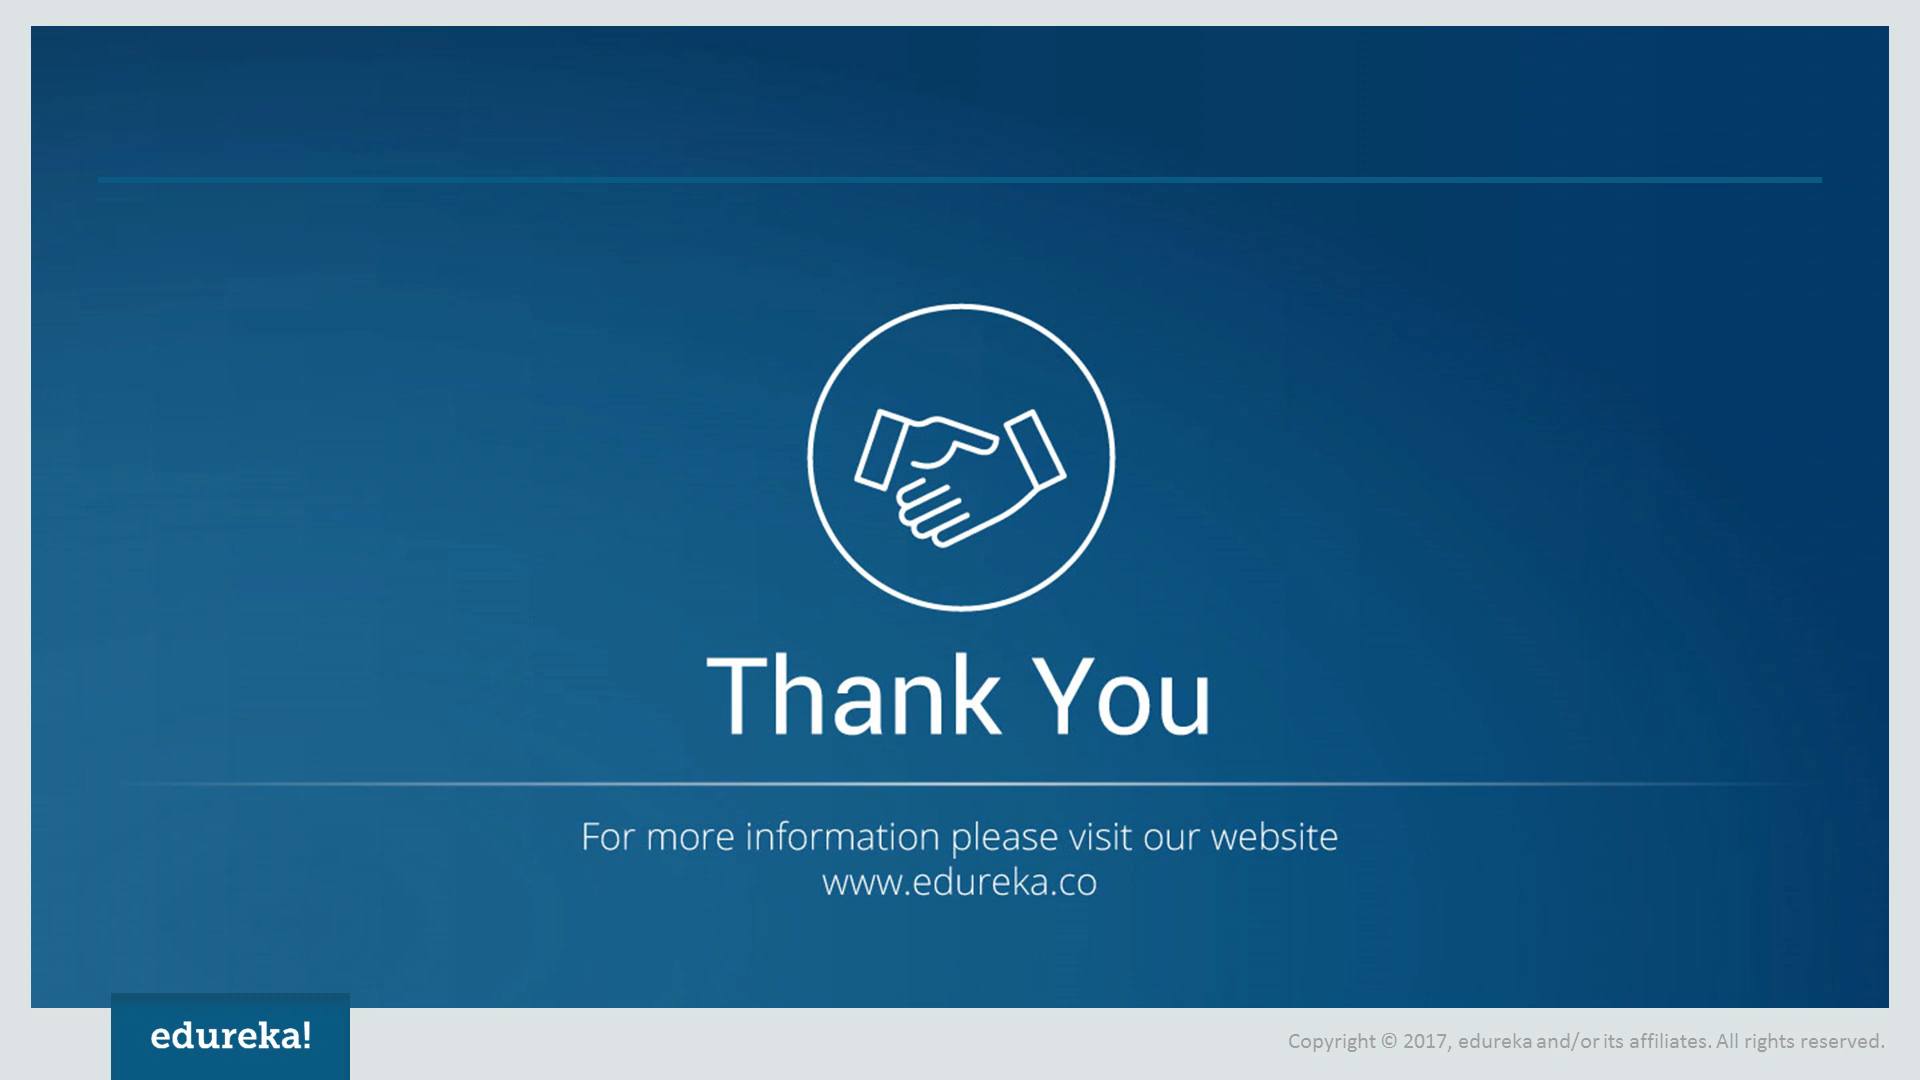 Thank You
For more information please visit our website
www.edureka.co
edureka!
Copyright © 2017, edureka and/or its affiliates. All rights reserved.